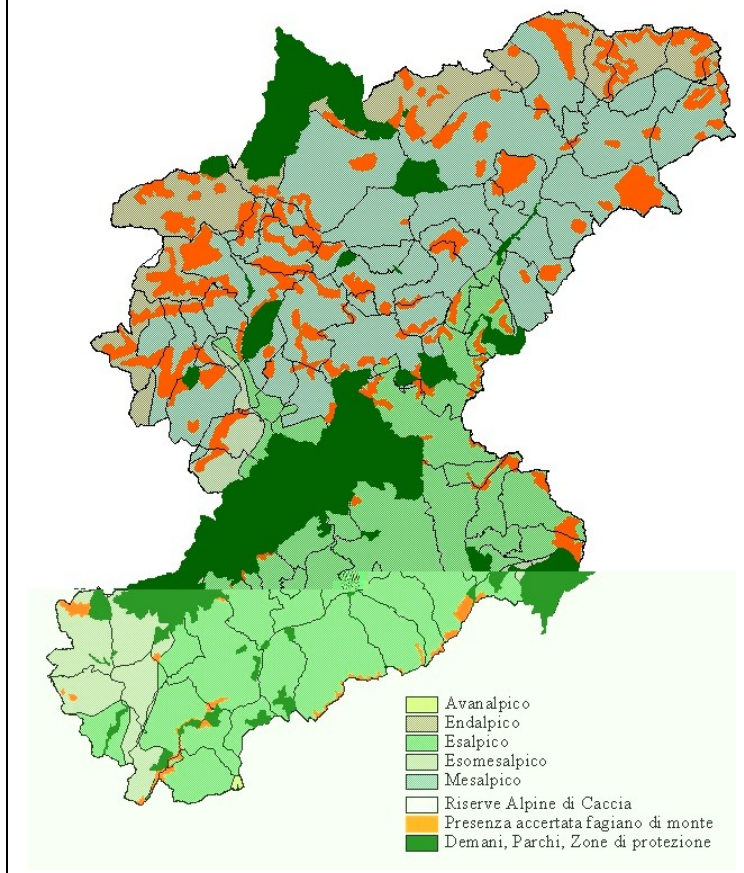 Avanalpico
Endalpico
Esalpico
Esomesalpico
Mesalpico
Riserve Alpine di Caccia
Presenza accertata fagiano di monte
Demani, Parchi, Zone di protezione